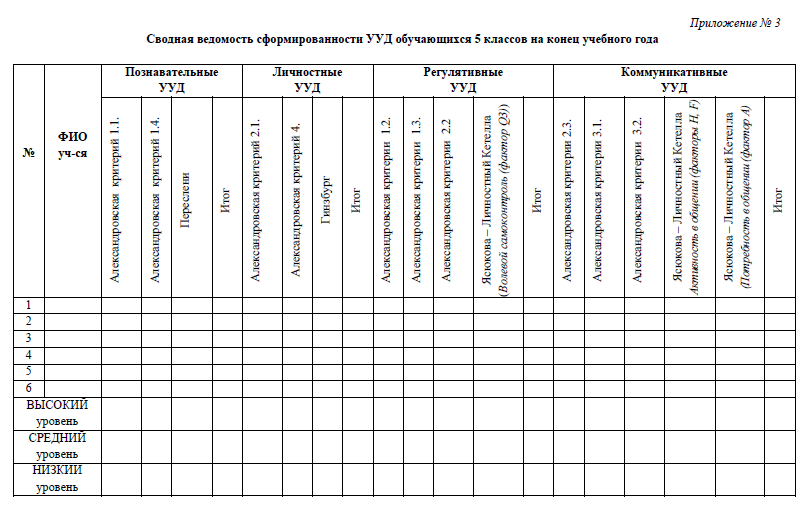 Приложение № 3
Сводная ведомость сформированности УУД обучающихся 5 классов на конец учебного года
№
ФИО
уч-ся
Познавательные
УУД
Личностные
УУД
Регулятивные
УУД
Коммуникативные
УУД
Александровская критерий 1.1.
Александровская критерий 1.4.
Переслени
Итог
Александровская критерий 2.1.
Александровская критерий 4.
Гинзбург
Итог
Александровская критерии 1.2.
Александровская критерии 1.3.
Александровская критерии 2.2
Ясюкова – Личностный Кетелла
(Волевой самоконтроль (фактор Q3))
Итог
Александровская критерий 2.3.
Александровская критерии 3.1.
Александровская критерий 3.2.
Ясюкова – Личностный Кетелла
Активность в общении (факторы H, F)
Ясюкова – Личностный Кетелла
(Потребность в общении (фактор А)
Итог
1
2
3
4
5
6
ВЫСОКИЙ
уровень
СРЕДНИЙ
уровень
НИЗКИЙ
уровень